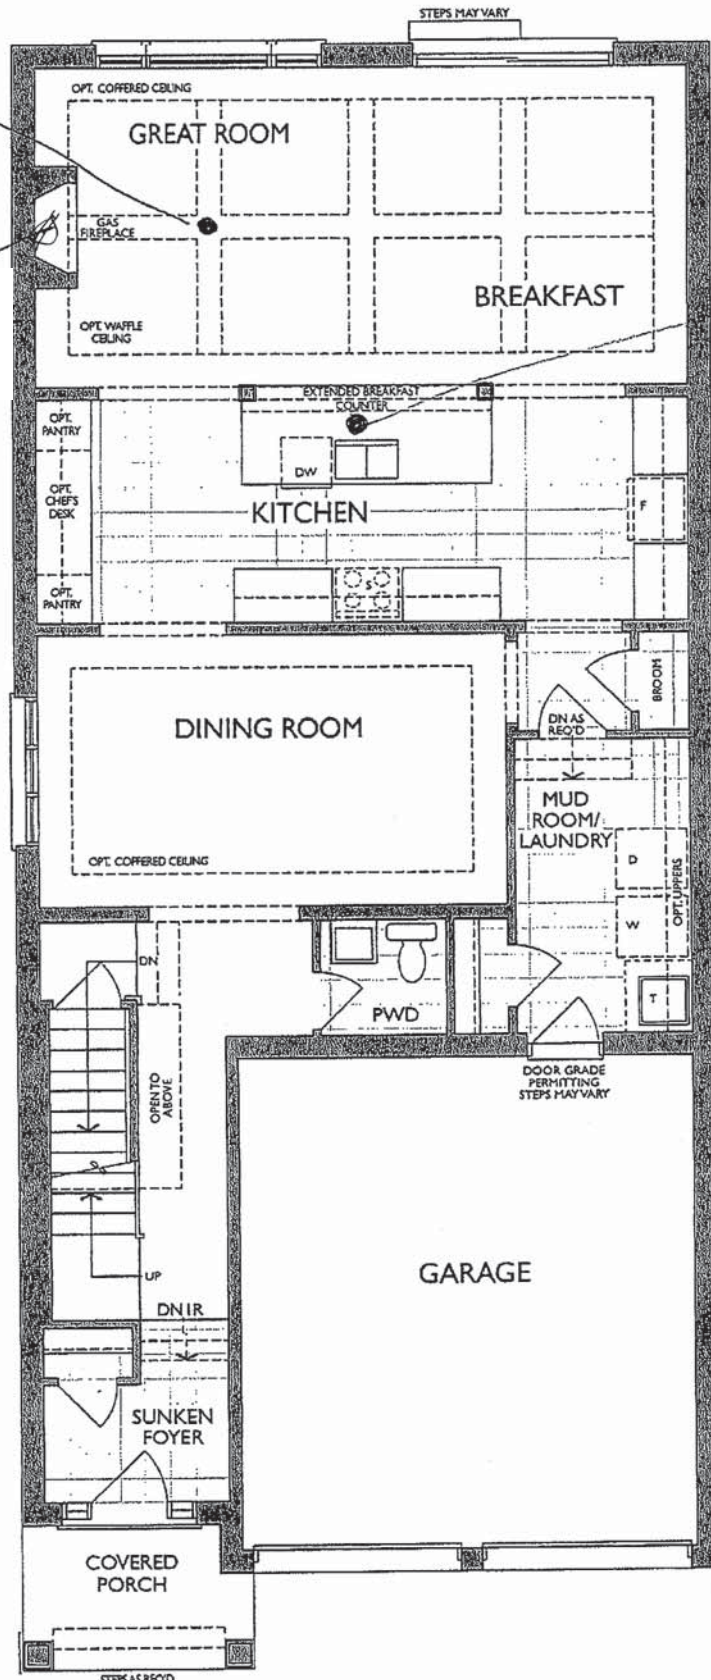 STEPS MAY VARY
OPT. COFFERED CEILING
GREAT ROOM
GAS
FIREPLACE
BREAKFAST
OPT. WAFFLE
CEILING
EXTENDED BREAKFAST
COUNTER
OPT.
PANTRY
DW
OPT.
CHEF'S
DESK
KITCHEN
F
S
OPT.
PANTRY
BROOM
DINING ROOM
DN AS
REQ'D
MUD
ROOM/
LAUNDRY
D
OPT. UPPERS
OPT. COFFERED CEILING
W
DN
T
PWD
DOOR GRADE
PERMITTING
STEPS MAY VARY
OPEN TO
ABOVE
GARAGE
UP
DN 1R
SUNKEN
FOYER
COVERED
PORCH
STEPS AS REQ'D